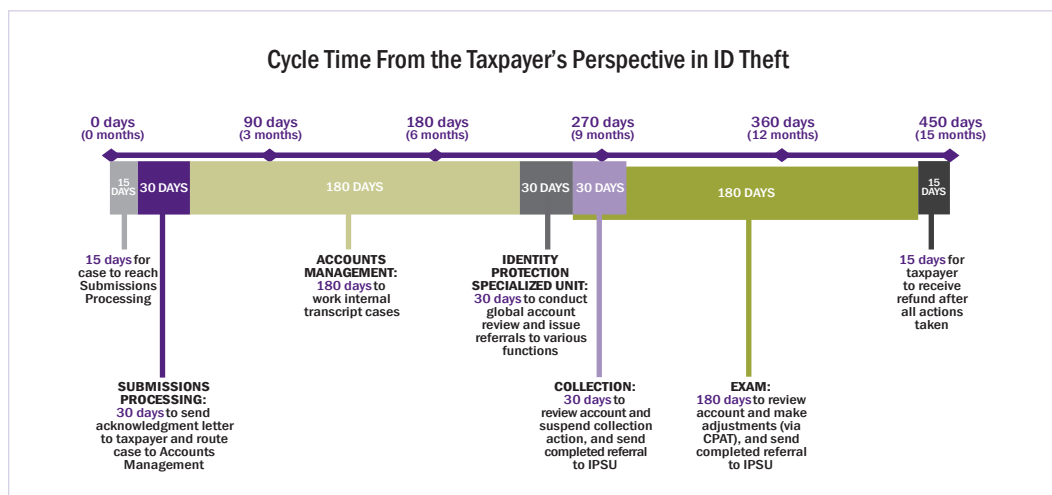 Cycle Time From the Taxpayer's Perspective in ID Theft
0 days
(0 months)
90 days
(3 months)
180 days
(6 months)
270 days
(9 months)
360 days
(12 months)
450 days
(15 months)
15
DAYS
30 DAYS
180 DAYS
30 DAYS
30 DAYS
180 DAYS
15
DAYS
15 days for
case to reach
Submissions
Processing
SUBMISSIONS
PROCESSING:
30 days to send
acknowledgment letter
to taxpayer and route
case to Accounts
Management
ACCOUNTS
MANAGEMENT:
180 days to
work internal
transcript cases
IDENTITY
PROTECTION
SPECIALIZED UNIT:
30 days to conduct
global account
review and issue
referrals to various
functions
COLLECTION:
30 days to
review account and
suspend collection
action, and send
completed referral
to IPSU
EXAM:
180 days to review
account and make
adjustments (via
CPAT), and send
completed referral
to IPSU
15 days for
taxpayer
to receive
refund after
all actions
taken